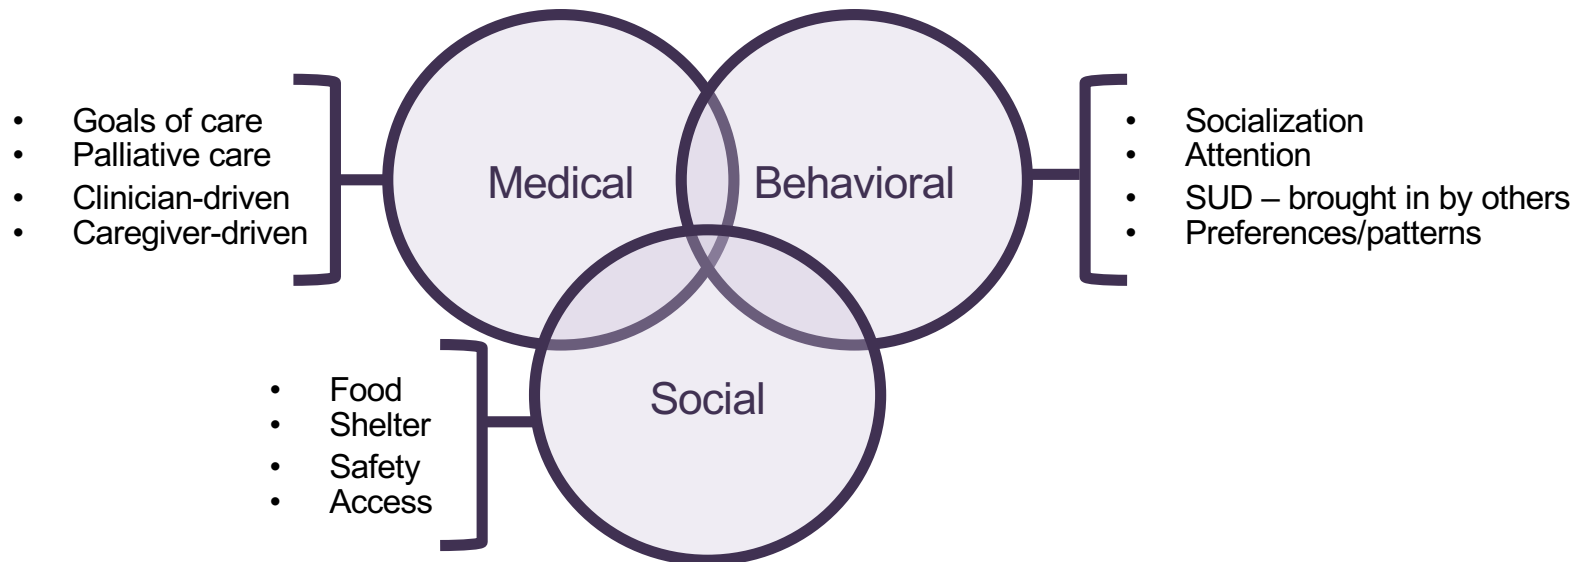 • Goals of care
• Palliative care
• Clinician-driven
• Caregiver-driven
Medical
Behavioral
• Socialization
• Attention
• SUD – brought in by others
• Preferences/patterns
• Food
• Shelter
• Safety
• Access
Social